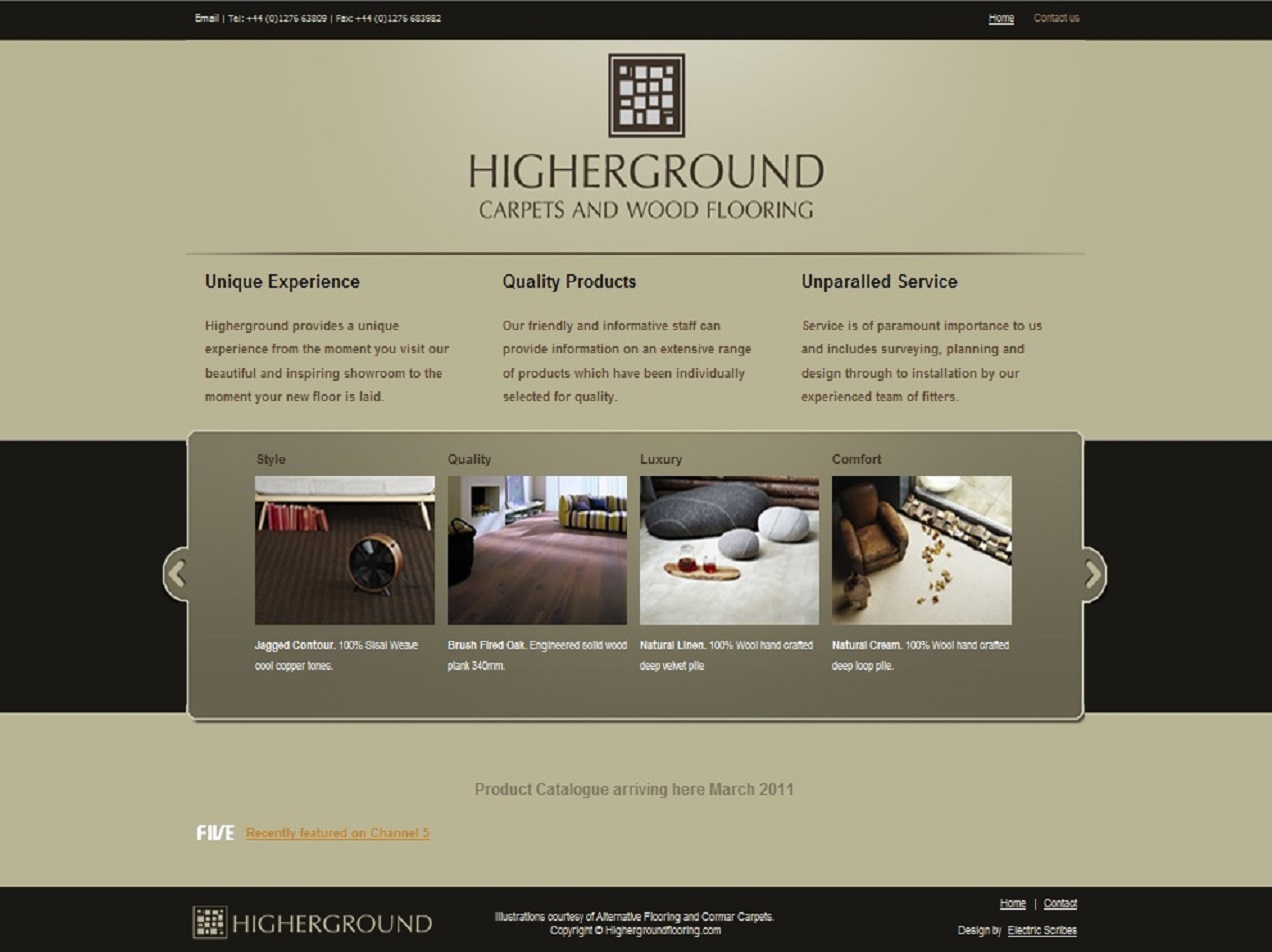 Email | Tel: +44 (0)1276 63809 | Fax: +44 (0)1276 683982
Home Contact us
HIGHERGROUND
CARPETS AND WOOD FLOORING
Unique Experience
Higherground provides a unique
experience from the moment you visit our
beautiful and inspiring showroom to the
moment your new floor is laid.
Quality Products
Our friendly and informative staff can
provide information on an extensive range
of products which have been individually
selected for quality.
Unparalled Service
Service is of paramount importance to us
and includes surveying, planning and
design through to installation by our
experienced team of fitters.
Style
Jagged Contour. 100% Sisal Weave
cool copper tones.
Quality
Brush Fired Oak. Engineered solid wood
plank 340mm.
Luxury
Natural Linen. 100% Wool hand crafted
deep velvet pile
Comfort
Natural Cream. 100% Wool hand crafted
deep loop pile.
Product Catalogue arriving here March 2011
FIVE Recently featured on Channel 5
HIGHERGROUND
Illustrations courtesy of Alternative Flooring and Cormar Carpets.
Copyright © Highergroundflooring.com
Home | Contact
Design by Electric Scribes